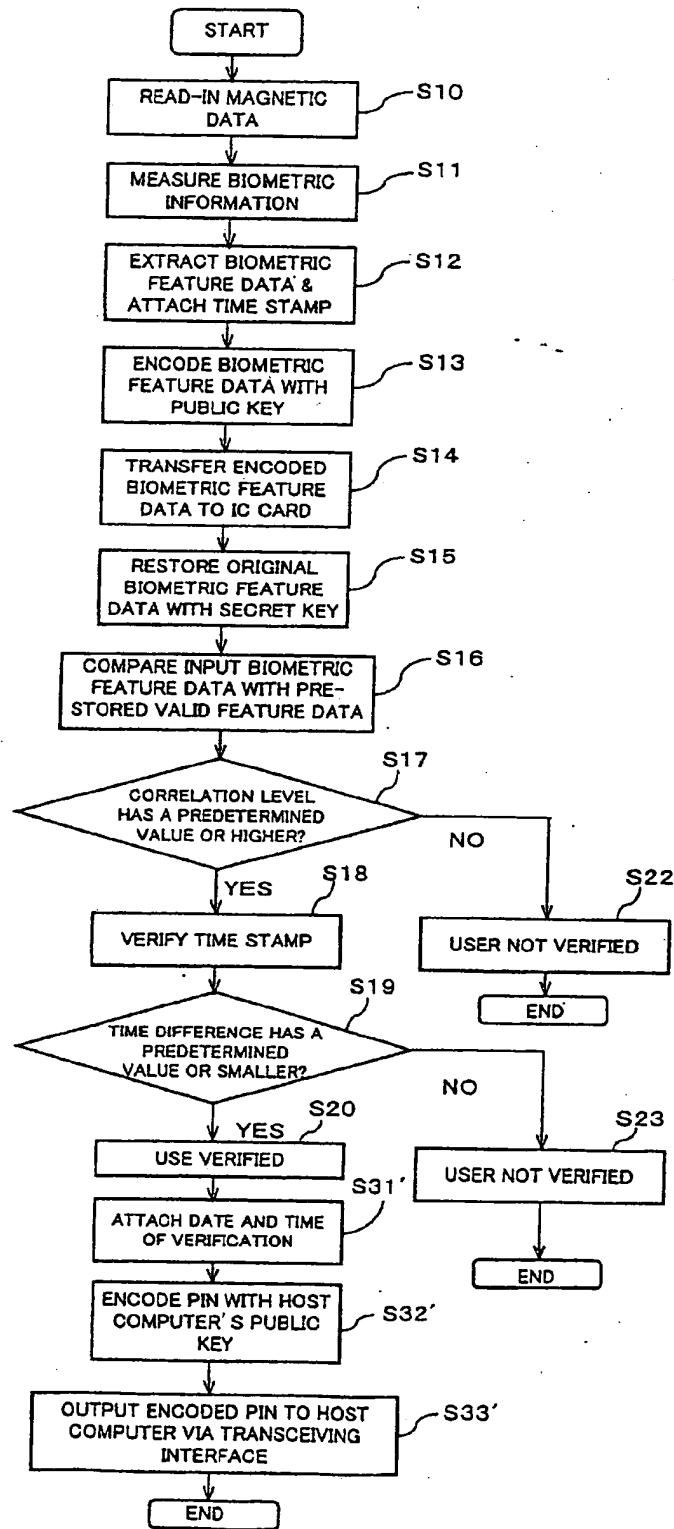 START
READ-IN MAGNETIC
DATA
S10
MEASURE BIOMETRIC
INFORMATION
S11
EXTRACT BIOMETRIC
FEATURE DATA &
ATTACH TIME STAMP
S12
ENCODE BIOMETRIC
FEATURE DATA WITH
PUBLIC KEY
S13
TRANSFER ENCODED
BIOMETRIC FEATURE
DATA TO IC CARD
S14
RESTORE ORIGINAL
BIOMETRIC FEATURE
DATA WITH SECRET KEY
S15
COMPARE INPUT BIOMETRIC
FEATURE DATA WITH PRE-
STORED VALID FEATURE DATA
S16
CORRELATION LEVEL
HAS A PREDETERMINED
VALUE OR HIGHER?
S17
NO
YES
S18
VERIFY TIME STAMP
S22
USER NOT VERIFIED
END
S19
TIME DIFFERENCE HAS A
PREDETERMINED
VALUE OR SMALLER?
NO
YES
S20
USE VERIFIED
S23
USER NOT VERIFIED
END
S31'
ATTACH DATE AND TIME
OF VERIFICATION
ENCODE PIN WITH HOST
COMPUTER'S PUBLIC
KEY
S32'
OUTPUT ENCODED PIN TO HOST
COMPUTER VIA TRANSCEIVING
INTERFACE
S33'
END